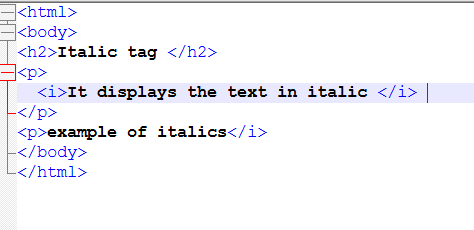 <html>
<body>
<h2>Italic tag </h2>
<p>
<i>It displays the text in italic </i>
</p>
<p>example of italics</i>
</body>
</html>